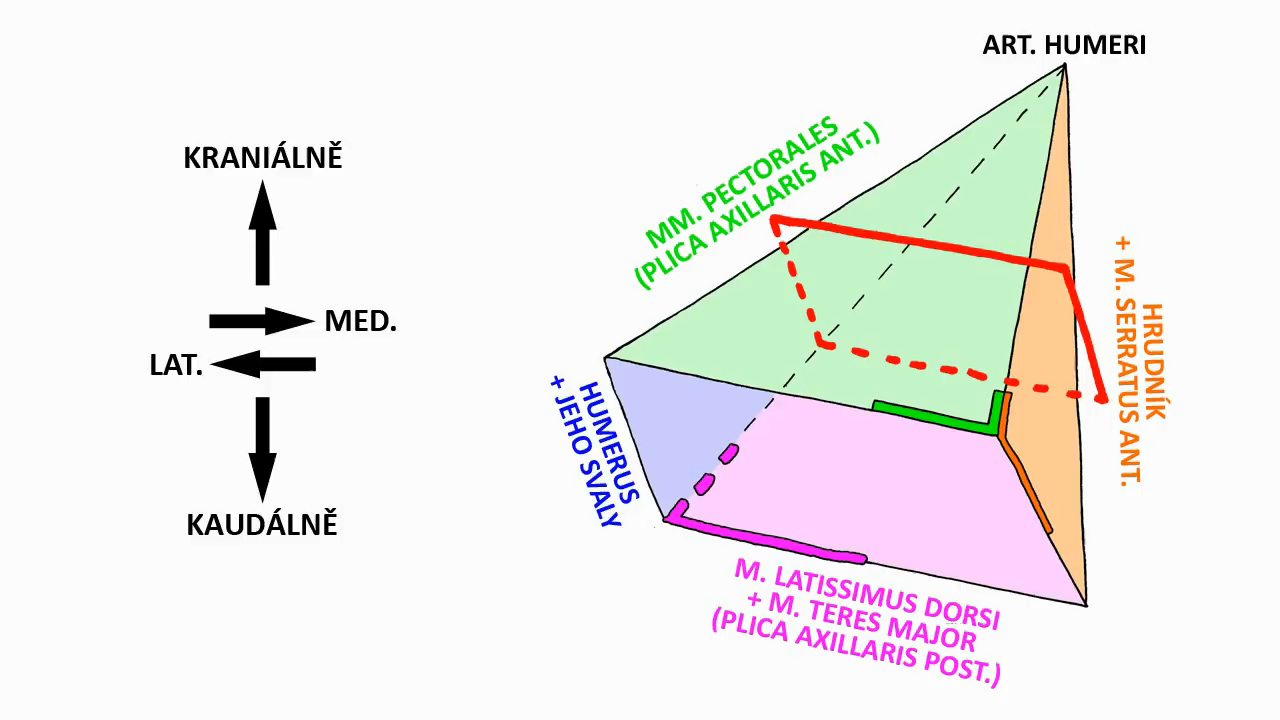 ART. HUMERI
KRANIÁLNĚ
MED.
LAT.
KAUDÁLNĚ
MM. PECTORALES
(PLICA AXILLARIS ANT.)
HRUDNÍK
+ M. SERRATUS ANT.
HUMERUS
+ JEHO SVALY
M. LATISSIMUS DORSI
+ M. TERES MAJOR
(PLICA AXILLARIS POST.)